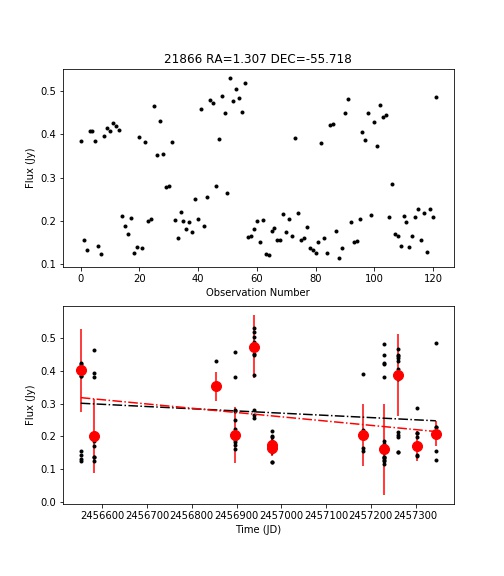 21866 RA=1.307 DEC=-55.718
0.5
0.4
0.3
0.2
0.1
Flux (Jy)
0 20 40 60 80 100 120
Observation Number
0.5
0.4
0.3
0.2
0.1
0.0
Flux (Jy)
2456600 2456700 2456800 2456900 2457000 2457100 2457200 2457300
Time (JD)